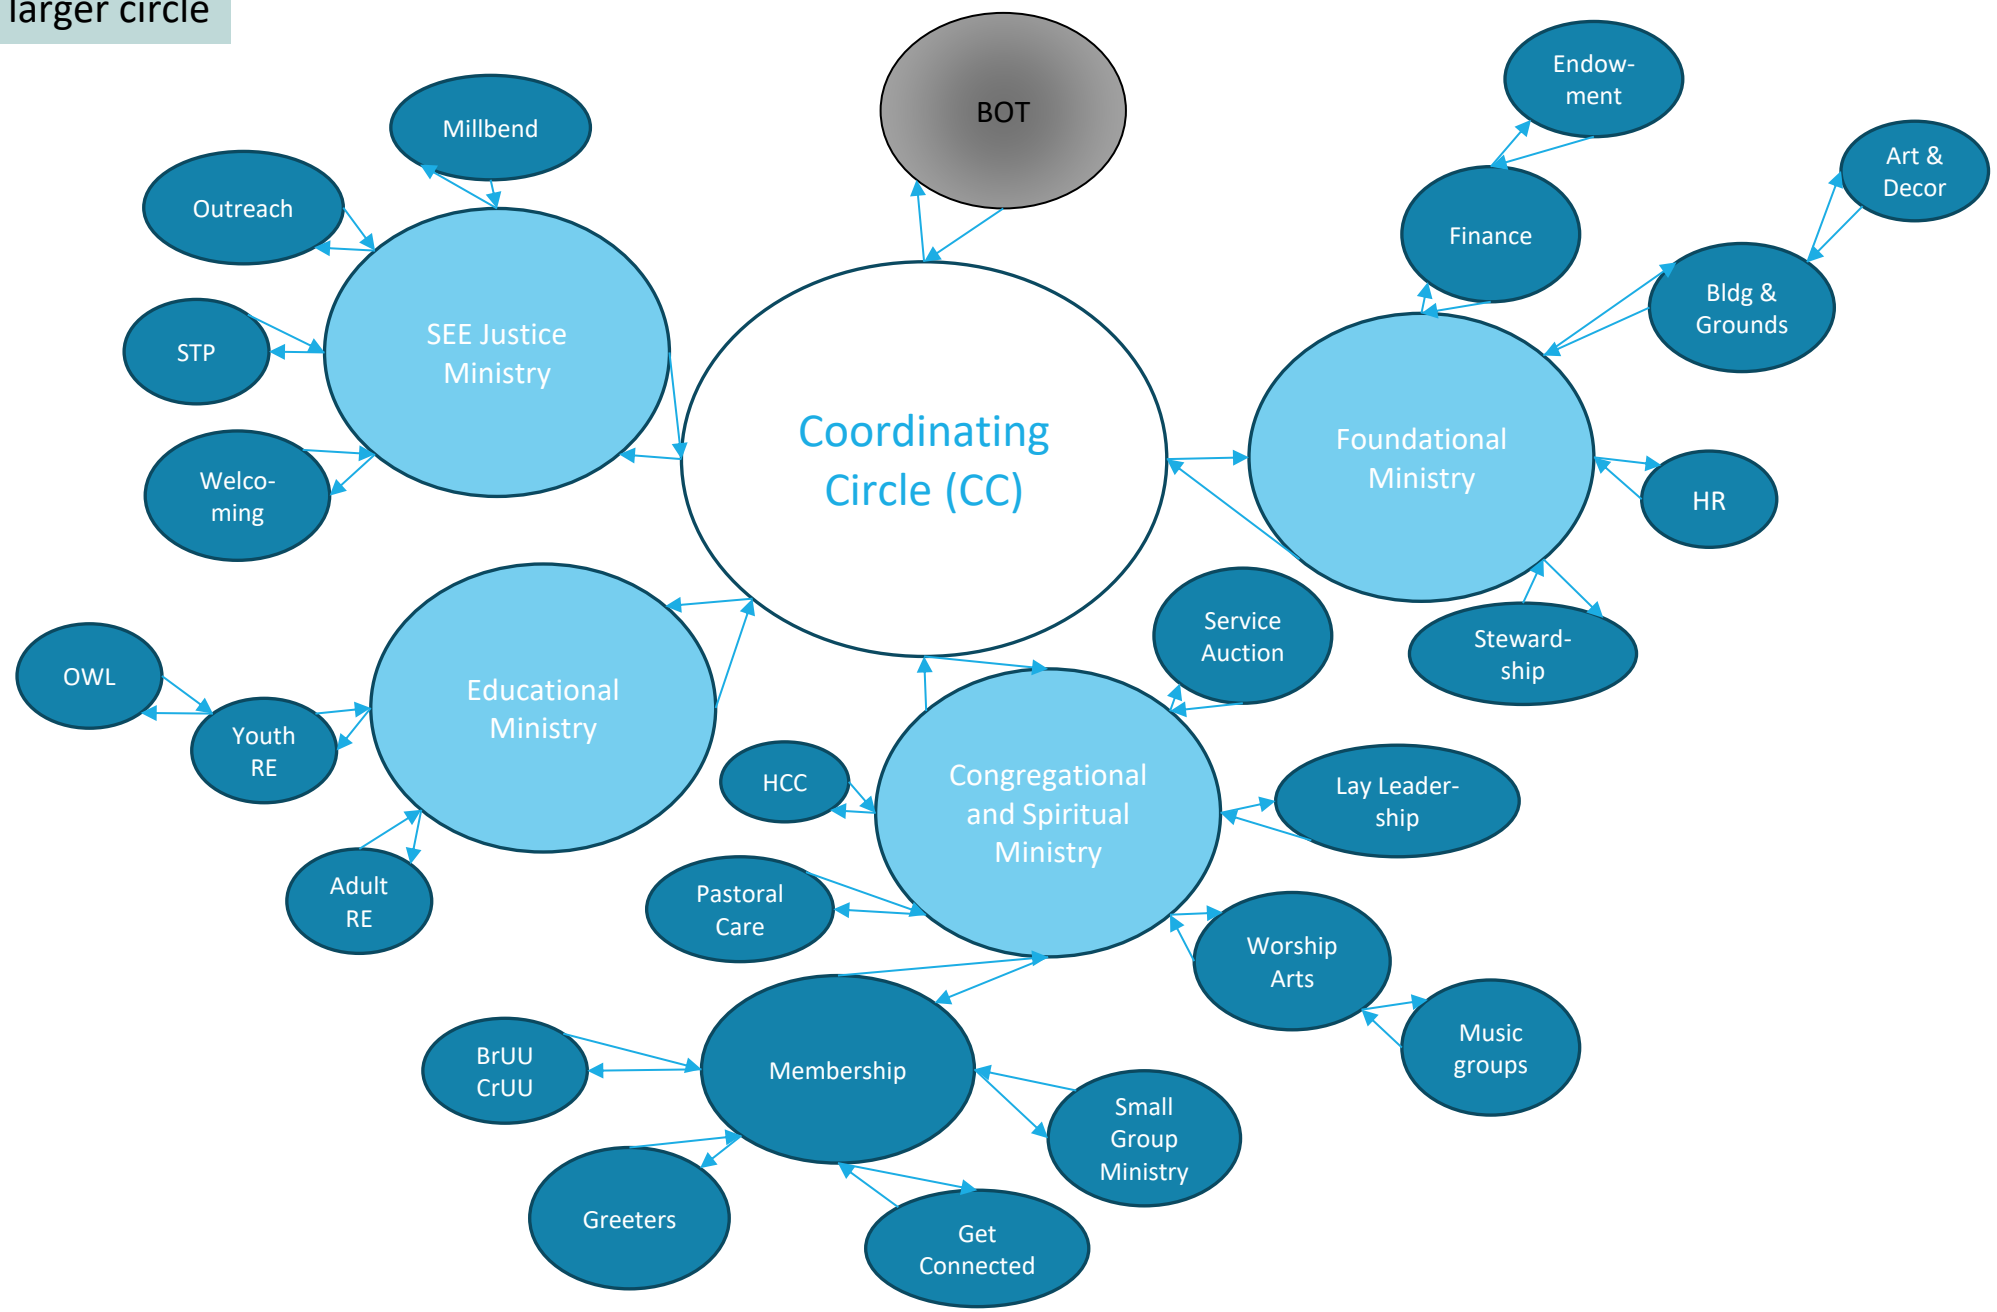 larger circle
BOT
Millbend
Outreach
STP
Welco-
ming
SEE Justice
Ministry
Coordinating
Circle (CC)
Endow-
ment
Finance
Art &
Decor
Bldg &
Grounds
Foundational
Ministry
HR
Steward-
ship
OWL
Youth
RE
Adult
RE
Educational
Ministry
Service
Auction
HCC
Congregational
and Spiritual
Ministry
Lay Leader-
ship
Pastoral
Care
Worship
Arts
Music
groups
BrUU
CrUU
Membership
Small
Group
Ministry
Greeters
Get
Connected